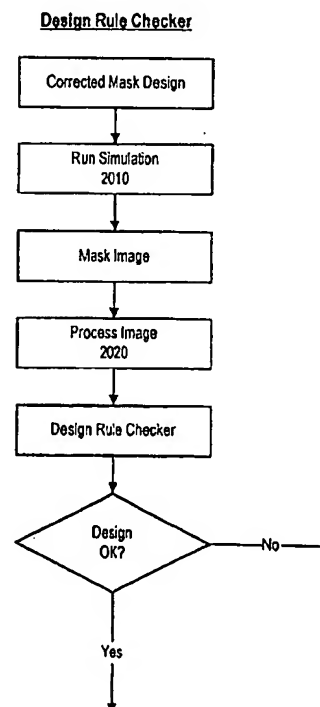 Design Rule Checker
Corrected Mask Design
Run Simulation
2010
Mask Image
Process Image
2020
Design Rule Checker
Design
OK?
No
Yes